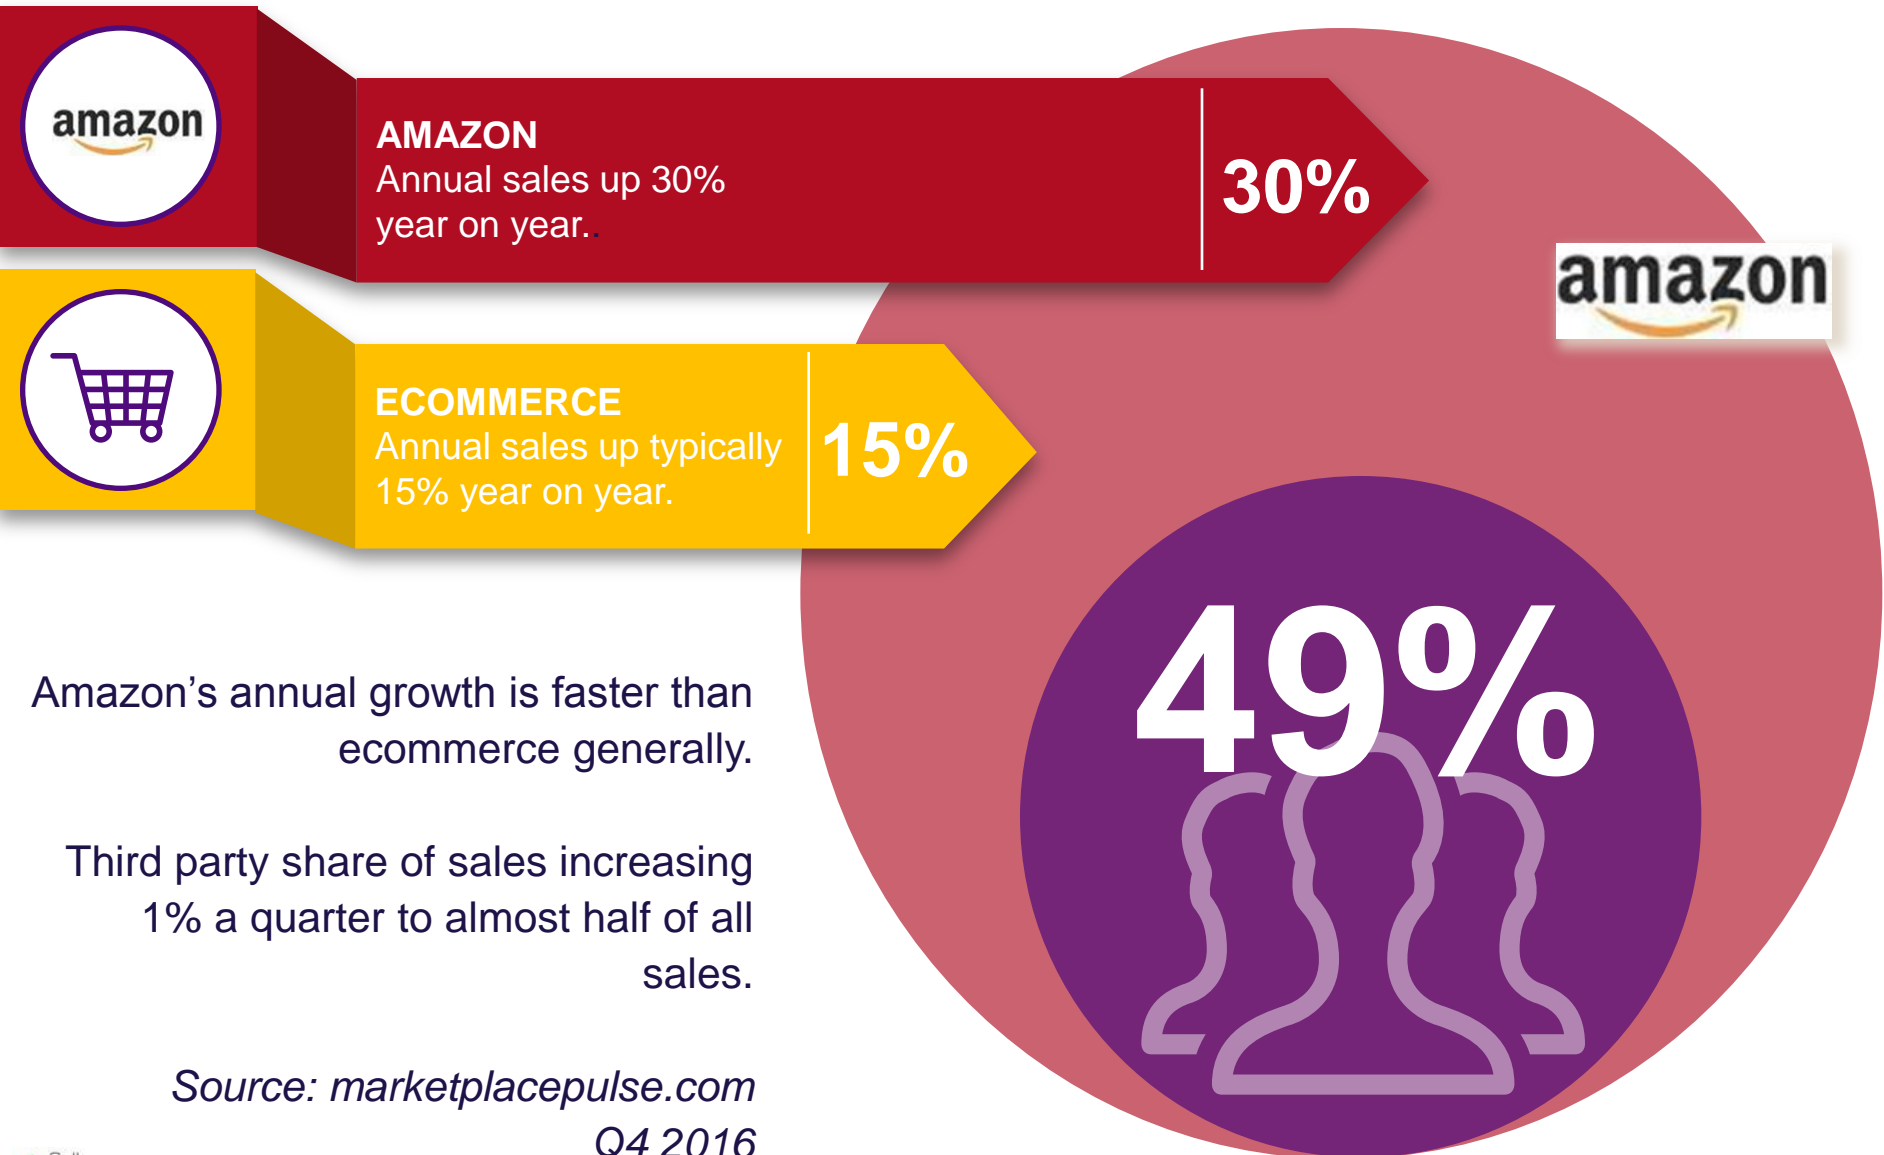 amazon
AMAZON
Annual sales up 30%
year on year..
30%
amazon
ECOMMERCE
Annual sales up typically
15% year on year.
15%
49%
Amazon’s annual growth is faster than
ecommerce generally.
Third party share of sales increasing
1% a quarter to almost half of all
sales.
Source: marketplacepulse.com
Q4 2016